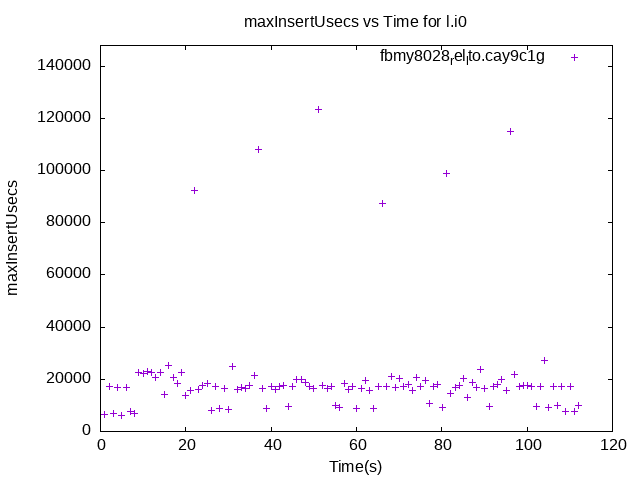 maxInsertUsecs vs Time for l.i0
fbmy8028rellto.cay9c1g
140000
120000
100000
80000
60000
40000
20000
0
maxInsertUsecs
0 20 40 60 80 100 120
Time(s)